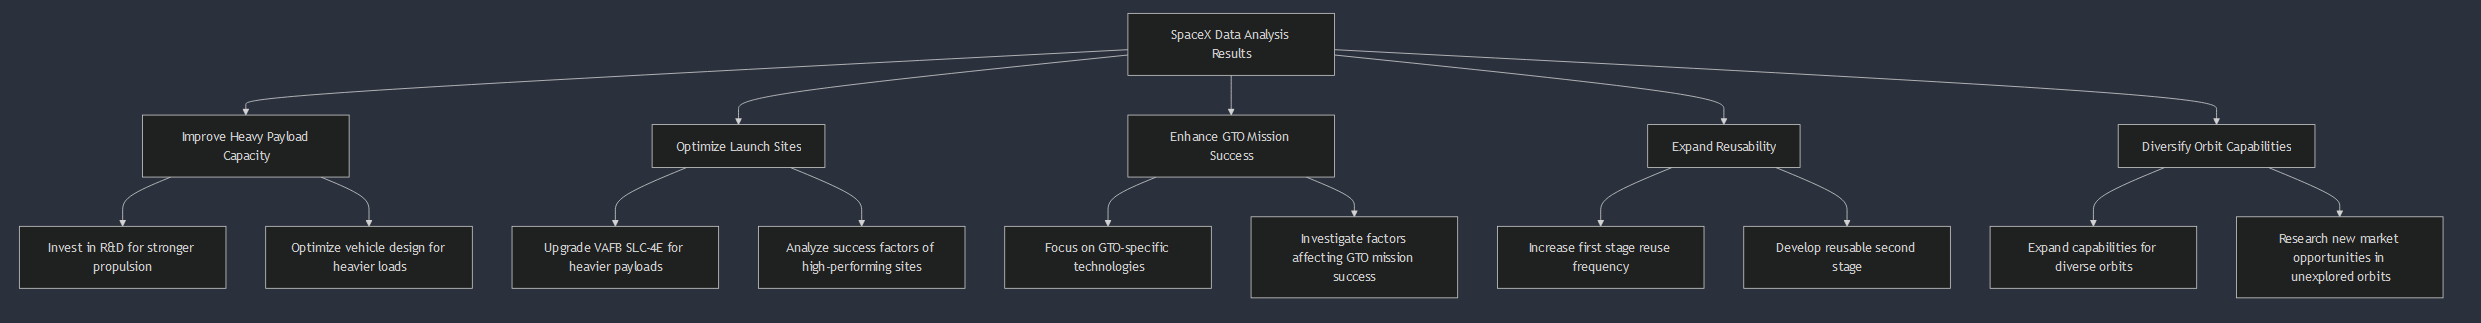 SpaceX Data Analysis
Results
Improve Heavy Payload
Capacity
Optimize Launch Sites
Enhance GTO Mission
Success
Expand Reusability
Diversify Orbit Capabilities
Invest in R&D for stronger
propulsion
Optimize vehicle design for
heavier loads
Upgrade VAFB SLC-4E for
heavier payloads
Analyze success factors of
high-performing sites
Focus on GTO-specific
technologies
Investigate factors
affecting GTO mission
success
Increase first stage reuse
frequency
Develop reusable second
stage
Expand capabilities for
diverse orbits
Research new market
opportunities in
unexplored orbits